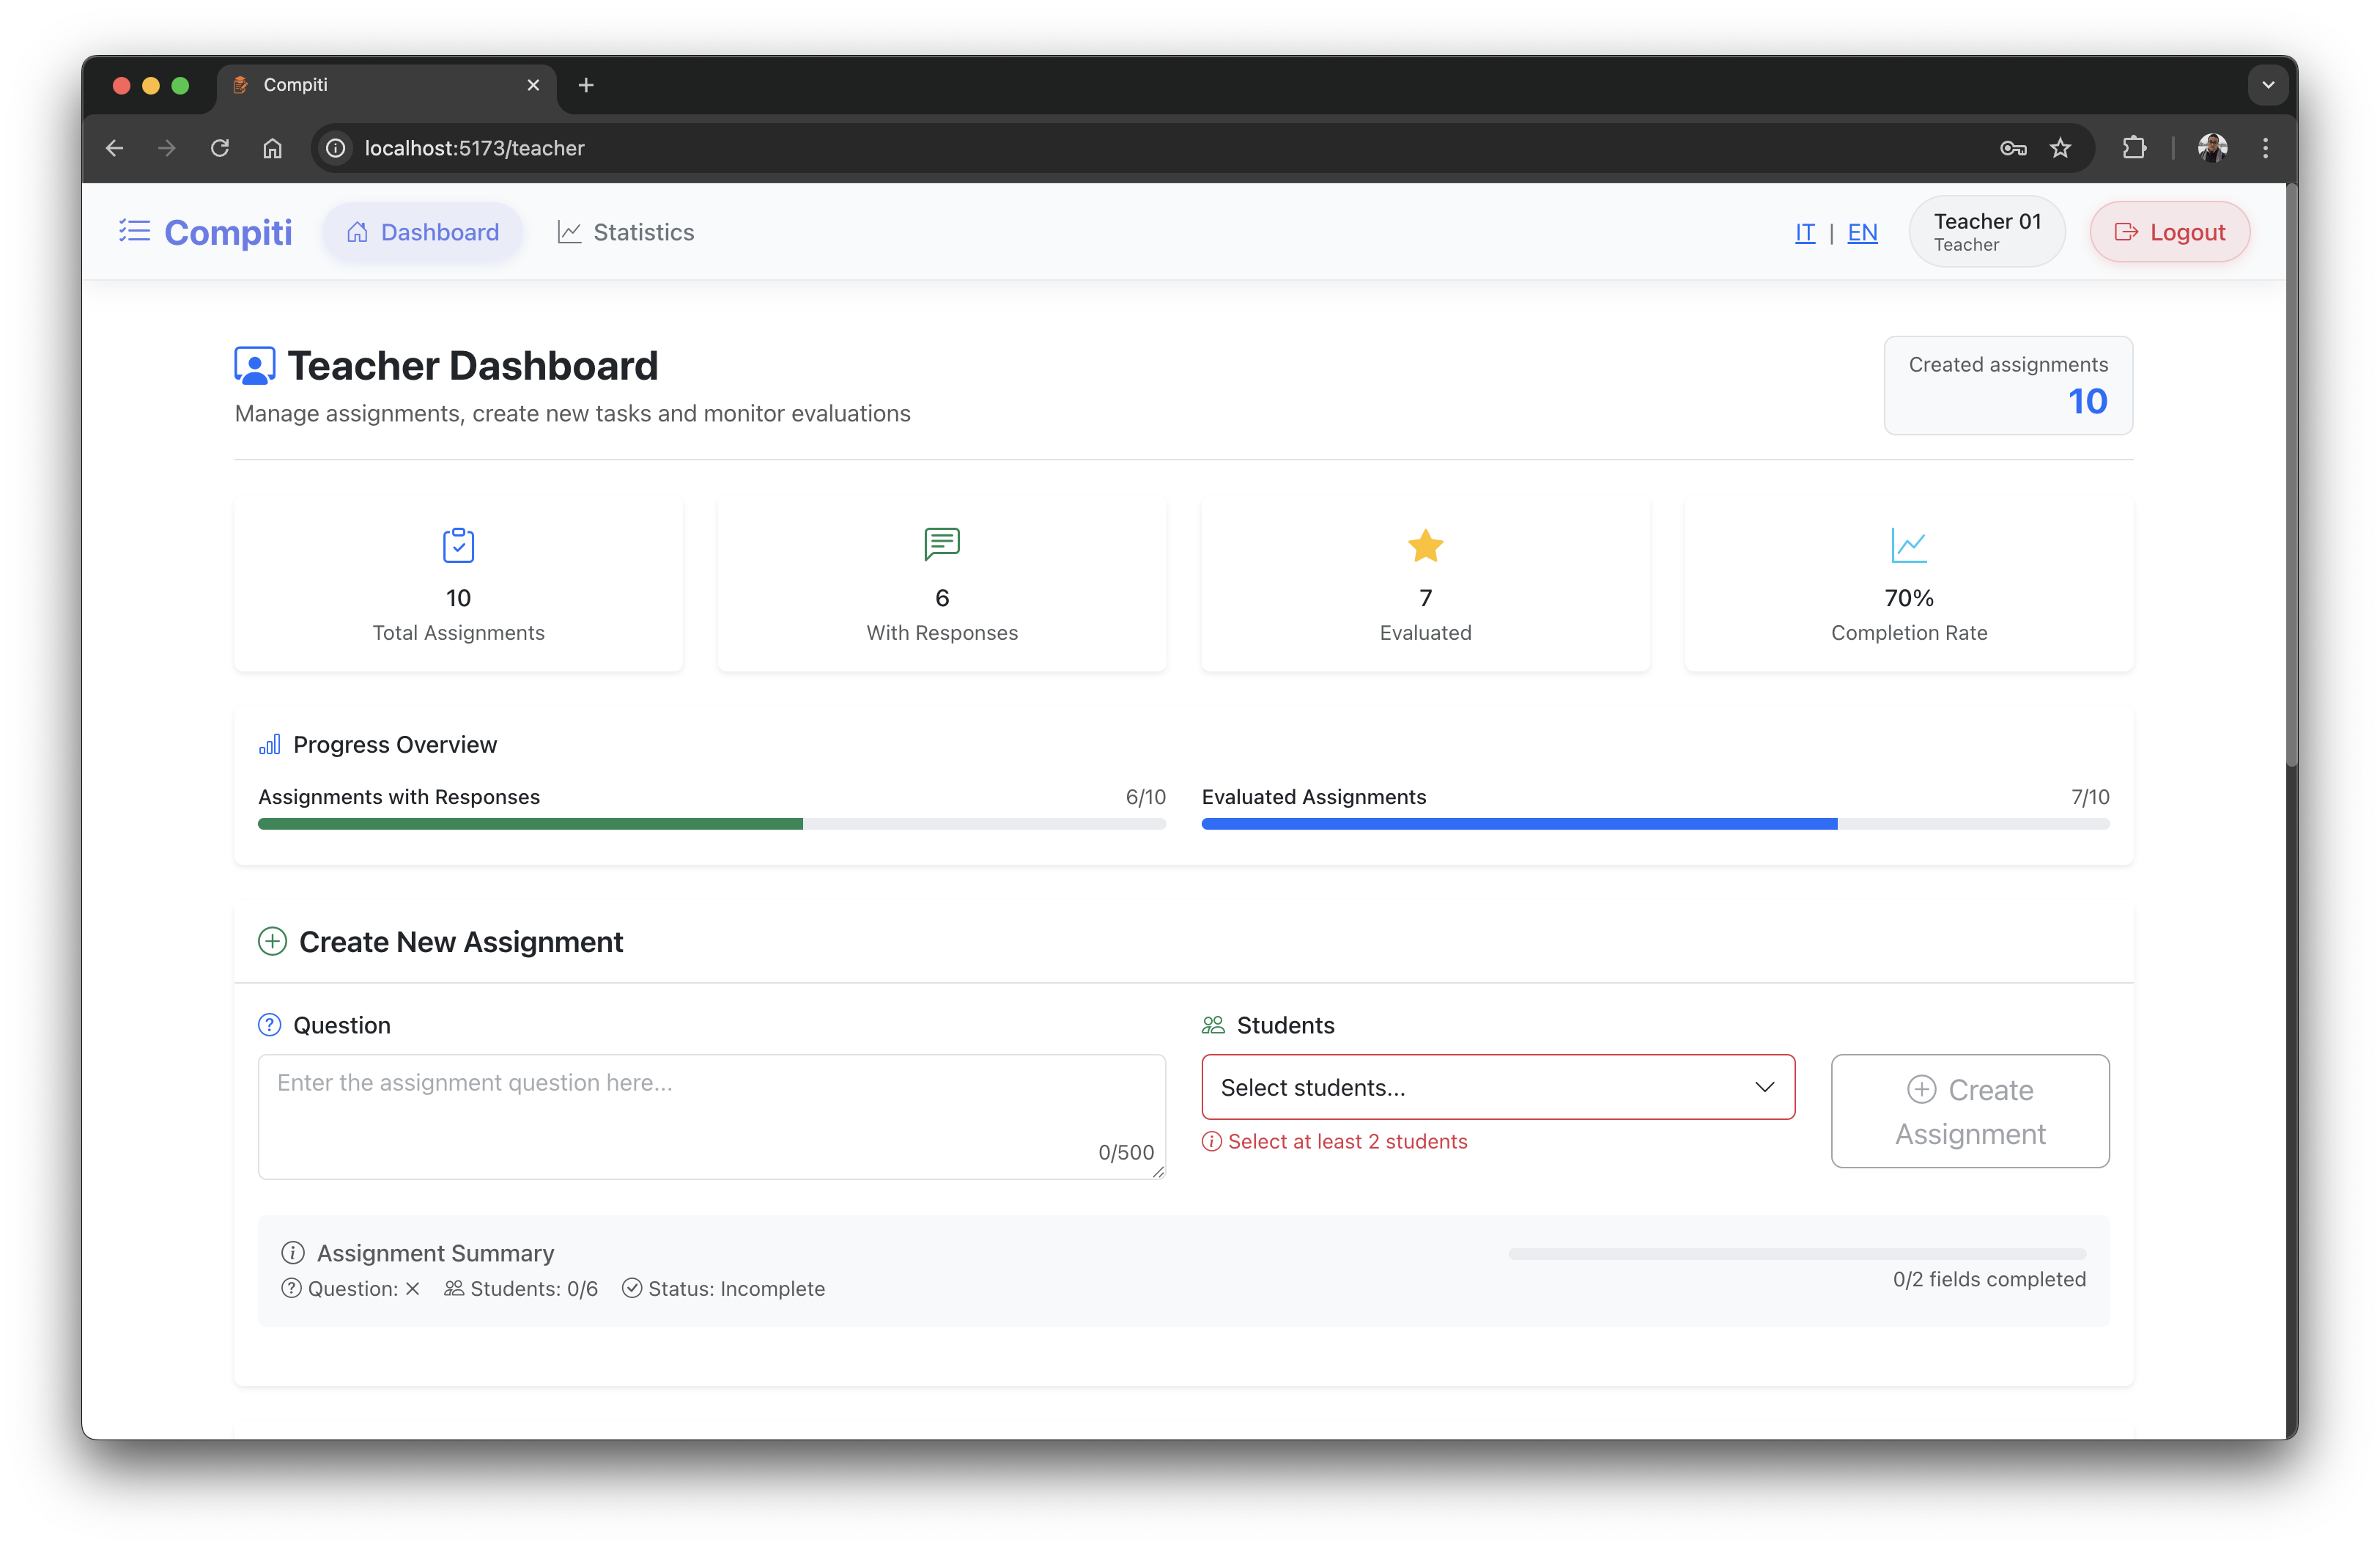 Compiti
localhost:5173/teacher
Compiti Dashboard Statistics IT | EN Teacher 01 Logout
Teacher
Teacher Dashboard
Manage assignments, create new tasks and monitor evaluations
Created assignments
10
10
Total Assignments
6
With Responses
7
Evaluated
70%
Completion Rate
Progress Overview
Assignments with Responses 6/10
Evaluated Assignments 7/10
Create New Assignment
Question
Enter the assignment question here...
0/500
Students
Select students...
Select at least 2 students
Create
Assignment
Assignment Summary
Question: Students: 0/6 Status: Incomplete
0/2 fields completed